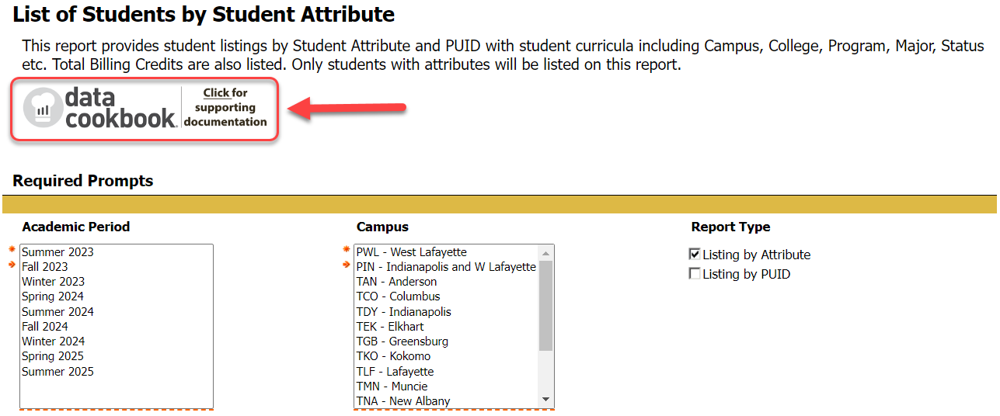 List of Students by Student Attribute
This report provides student listings by Student Attribute and PUID with student curricula including Campus, College, Program, Major, Status
etc. Total Billing Credits are also listed. Only students with attributes will be listed on this report.
data
cookbook.
Click for
supporting
documentation
Required Prompts
Academic Period
Summer 2023
Fall 2023
Winter 2023
Spring 2024
Summer 2024
Fall 2024
Winter 2024
Spring 2025
Summer 2025
Campus
PWL - West Lafayette
PIN - Indianapolis and W Lafayette
TAN - Anderson
TCO - Columbus
TDY - Indianapolis
TEK - Elkhart
TGB - Greensburg
TKO - Kokomo
TLF - Lafayette
TMN - Muncie
TNA - New Albany
Report Type
Listing by Attribute
Listing by PUID